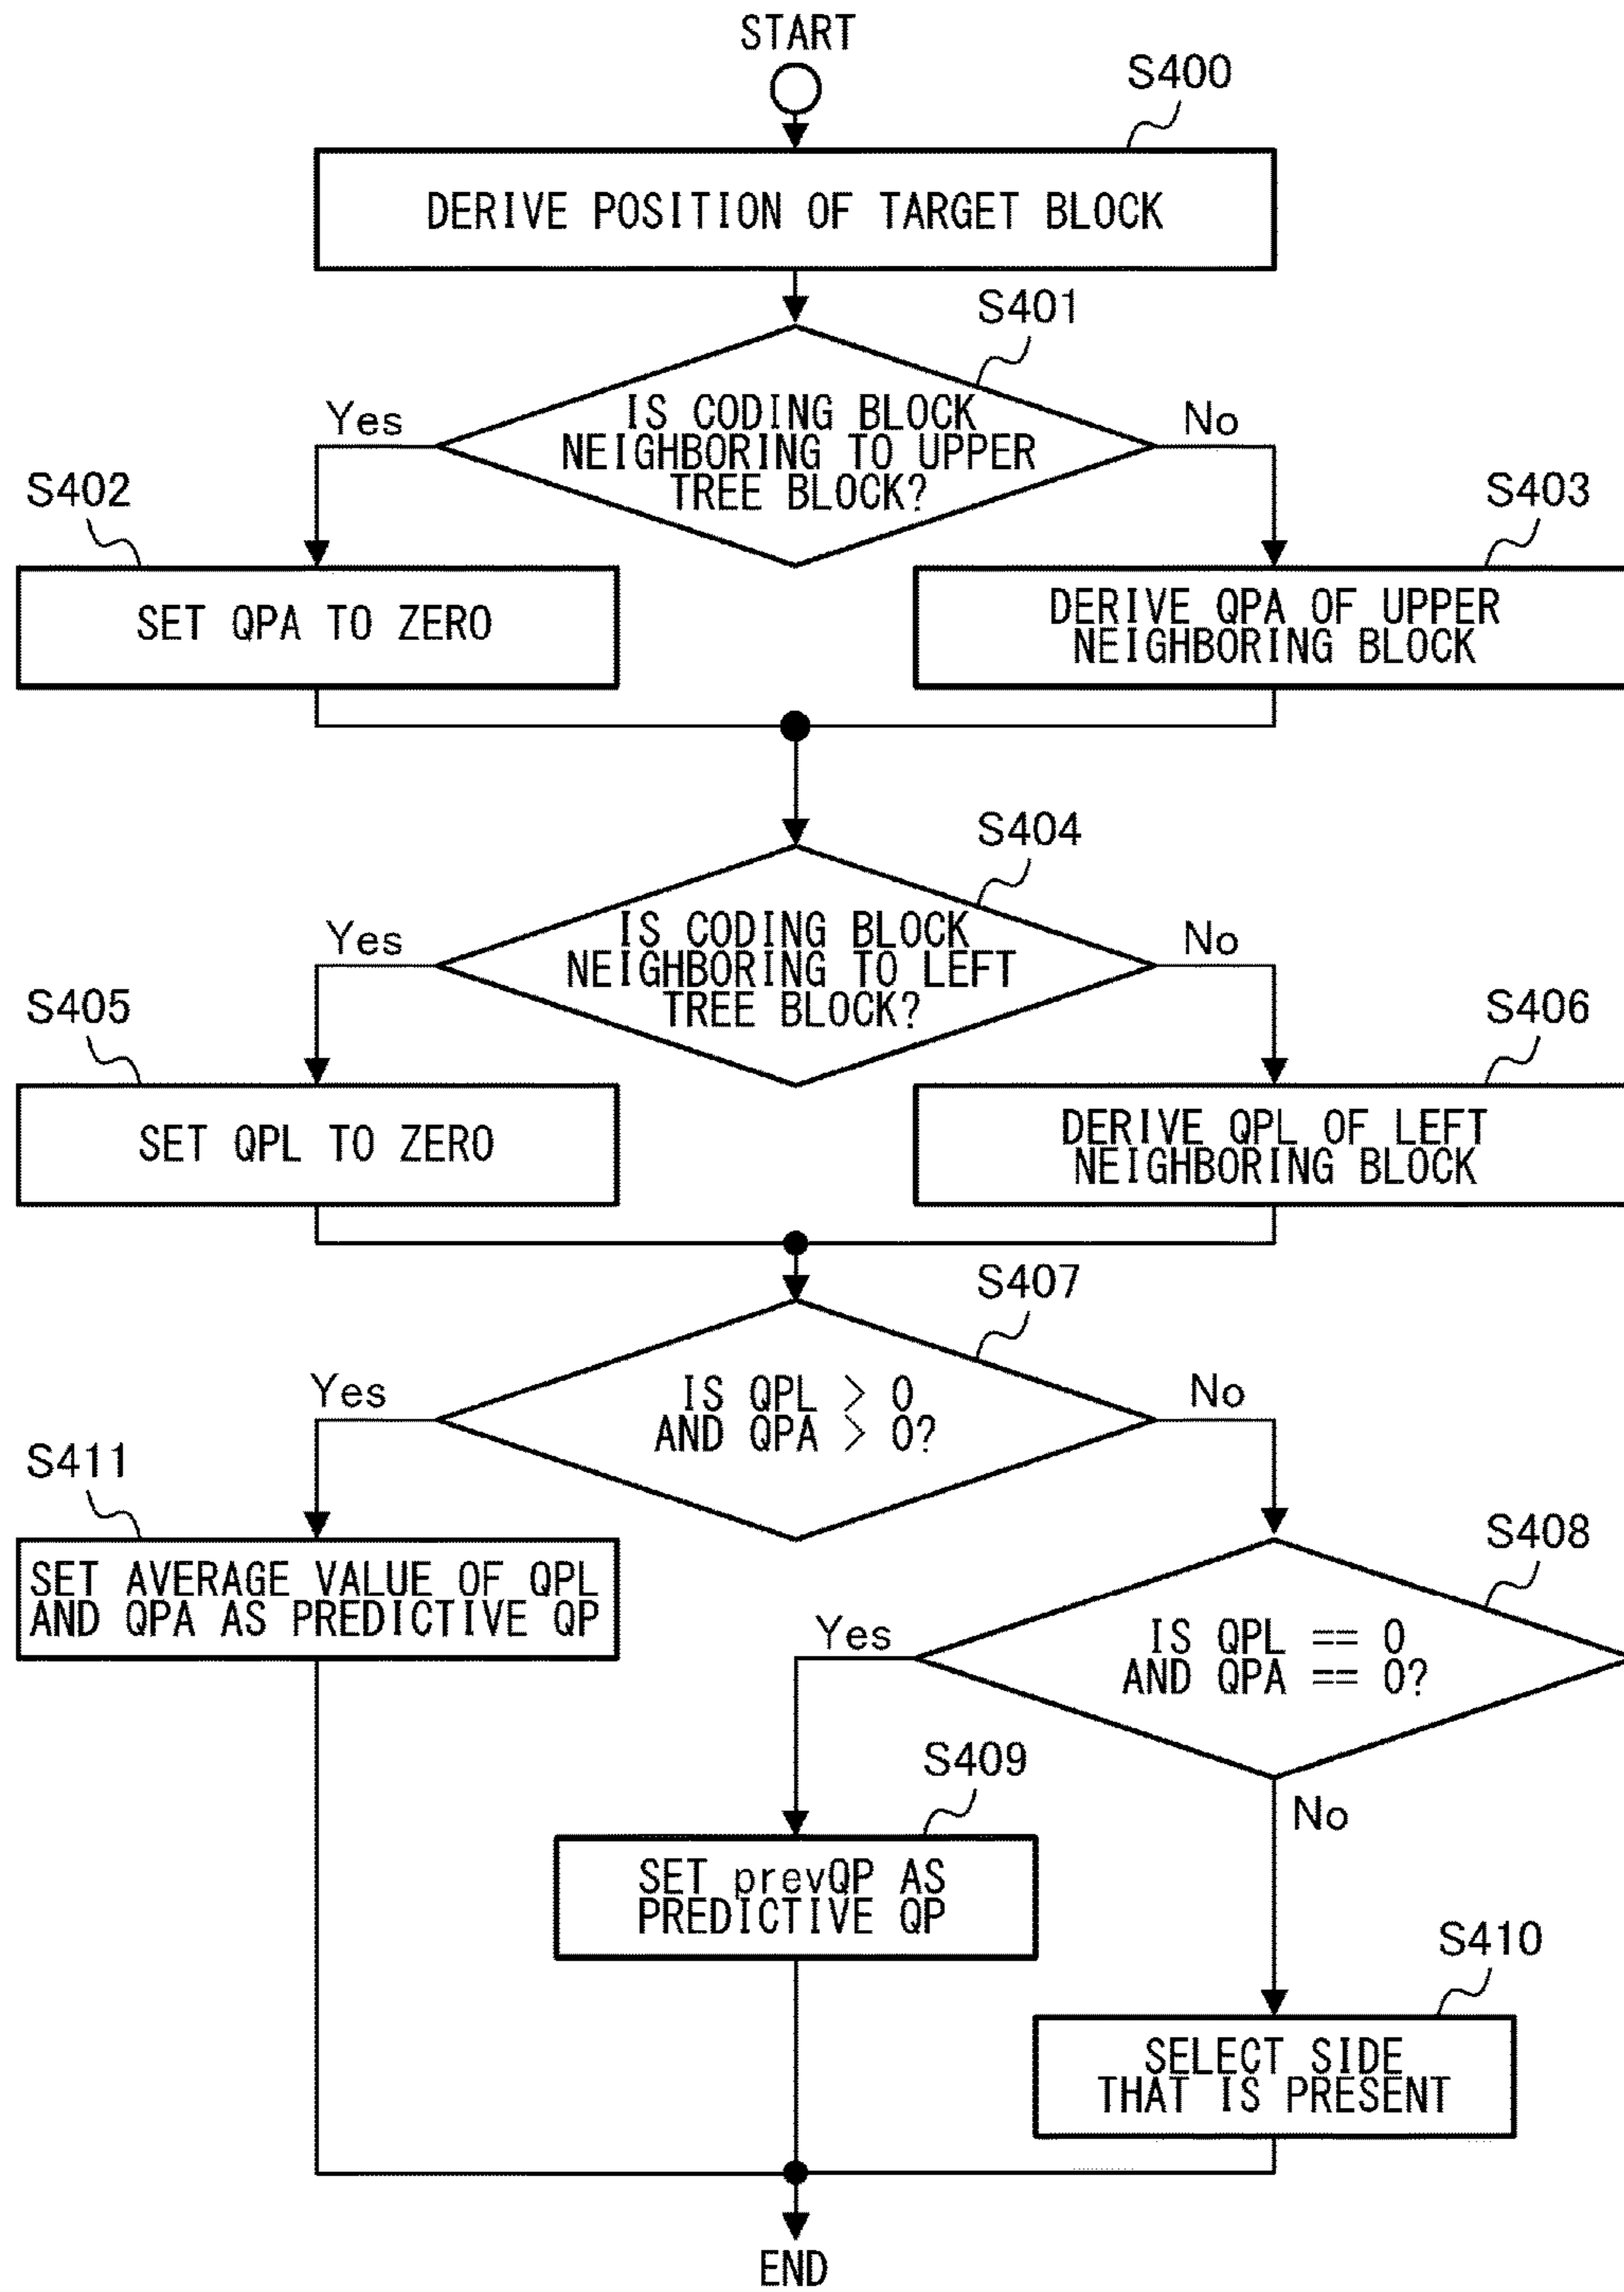 START
S400
DERIVE POSITION OF TARGET BLOCK
S401
IS CODING BLOCK
NEIGHBORING TO UPPER
TREE BLOCK?
Yes
No
S402
SET QPA TO ZERO
S403
DERIVE QPA OF UPPER
NEIGHBORING BLOCK
S404
IS CODING BLOCK
NEIGHBORING TO LEFT
TREE BLOCK?
Yes
No
S405
SET QPL TO ZERO
S406
DERIVE QPL OF LEFT
NEIGHBORING BLOCK
S407
IS QPL > 0
AND QPA > 0?
Yes
No
S411
SET AVERAGE VALUE OF QPL
AND QPA AS PREDICTIVE QP
S408
IS QPL == 0
AND QPA == 0?
Yes
No
S409
SET prevQP AS
PREDICTIVE QP
S410
SELECT SIDE
THAT IS PRESENT
END